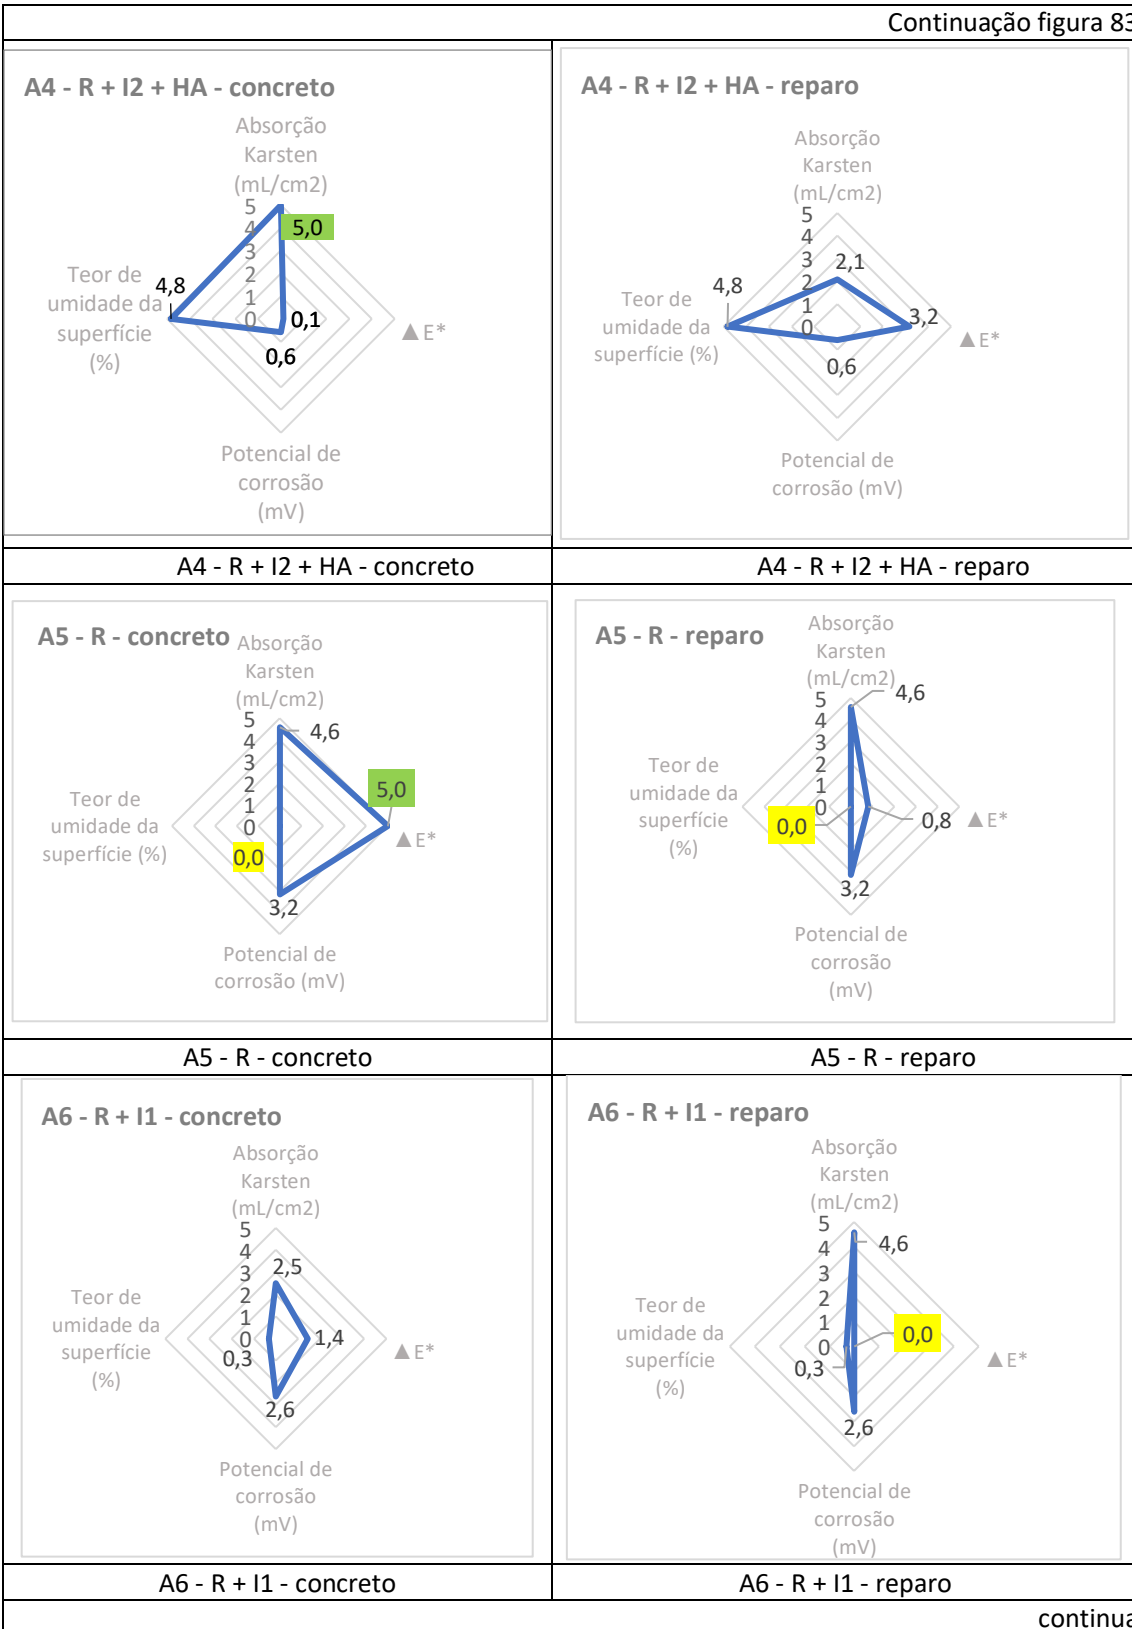 Continuação figura 83
A4 - R + I2 + HA - concreto
Absorção
Karsten
(mL/cm2)
5
4
3
2
1
0
5,0
0,1
0,6
4,8
Teor de
umidade da
superfície
(%)
▲E*
Potencial de
corrosão
(mV)
A4 - R + I2 + HA - reparo
Absorção
Karsten
(mL/cm2)
5
4
3
2
1
0
2,1
3,2
0,6
4,8
Teor de
umidade da
superfície (%)
▲E*
Potencial de
corrosão (mV)
A4 - R + I2 + HA - concreto
A4 - R + I2 + HA - reparo
A5 - R - concreto
Absorção
Karsten
(mL/cm2)
5
4
3
2
1
0
4,6
5,0
3,2
0,0
Teor de
umidade da
superfície (%)
▲E*
Potencial de
corrosão (mV)
A5 - R - reparo
Absorção
Karsten
(mL/cm2)
5
4
3
2
1
0
4,6
0,8
3,2
0,0
Teor de
umidade da
superfície
(%)
▲E*
Potencial de
corrosão
(mV)
A5 - R - concreto
A5 - R - reparo
A6 - R + I1 - concreto
Absorção
Karsten
(mL/cm2)
5
4
3
2
1
0
2,5
1,4
2,6
0,3
Teor de
umidade da
superfície
(%)
▲E*
Potencial de
corrosão
(mV)
A6 - R + I1 - reparo
Absorção
Karsten
(mL/cm2)
5
4
3
2
1
0
4,6
0,0
2,6
0,3
Teor de
umidade da
superfície
(%)
▲E*
Potencial de
corrosão
(mV)
A6 - R + I1 - concreto
A6 - R + I1 - reparo
continua